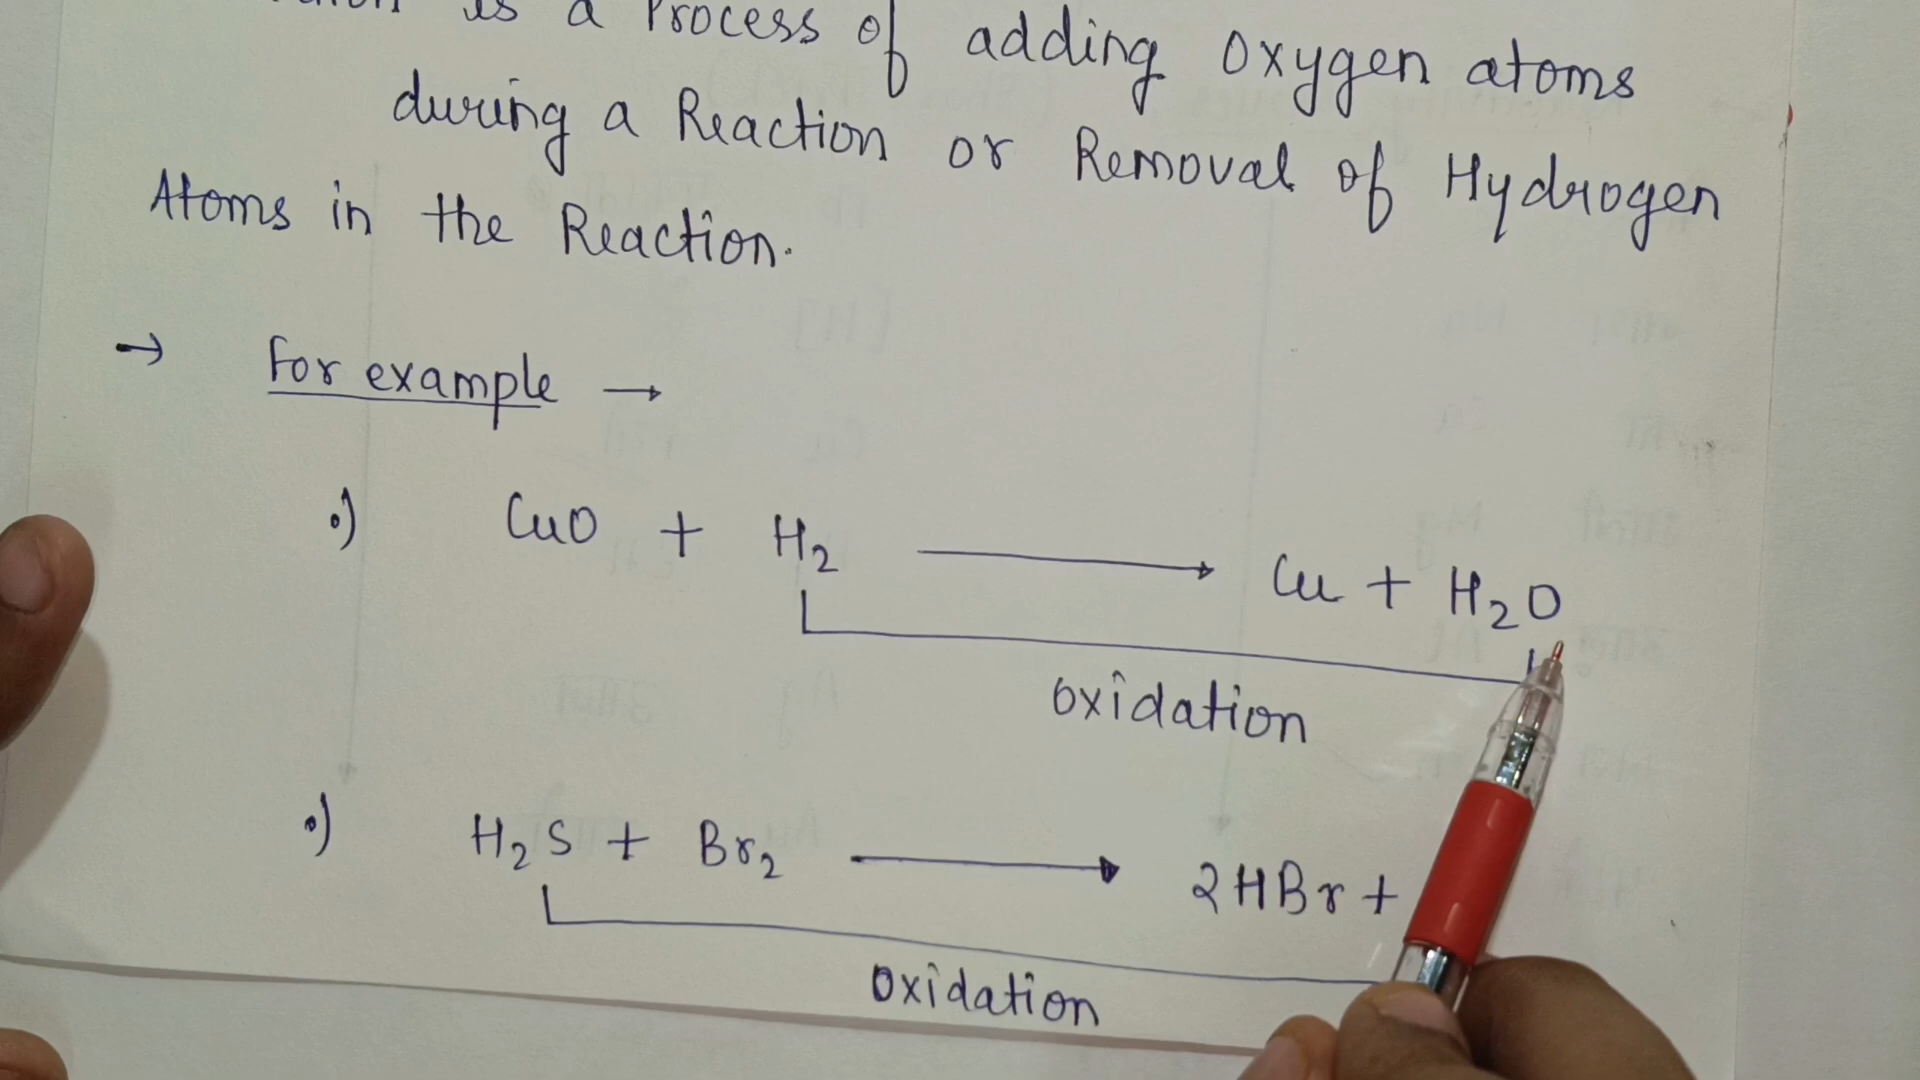 is a Process of adding Oxygen atoms
during a Reaction or Removal of Hydrogen
Atoms in the Reaction.
→ For example →
•) CuO + H₂ ⟶ Cu + H₂O
Oxidation
•) H₂S + Br₂ ⟶ 2HBr +
Oxidation